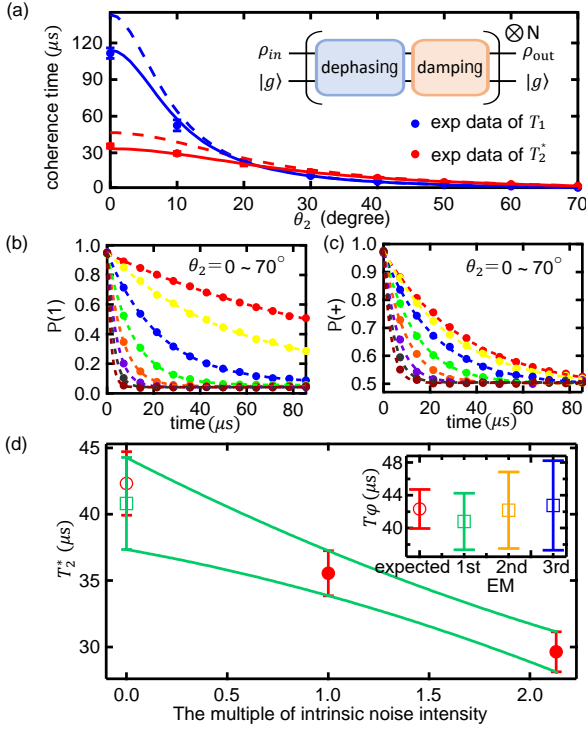 (a)
coherence time (μs)
120
90
60
30
0
10
20
30
40
50
60
70
θ₂ (degree)
⊗ N
ρin
|g⟩
dephasing
damping
ρout
|g⟩
exp data of T₁
exp data of T₂*
(b)
P(1)
1.0
0.8
0.6
0.4
0.2
0.0
θ₂=0 ~ 70°
0
20
40
60
80
time (μs)
(c)
P(+)
1.0
0.9
0.8
0.7
0.6
0.5
θ₂=0 ~ 70°
0
20
40
60
80
time (μs)
(d)
T₂* (μs)
45
40
35
30
0.0
0.5
1.0
1.5
2.0
The multiple of intrinsic noise intensity
Tφ (μs)
48
44
40
expected
1st
2nd
3rd
EM